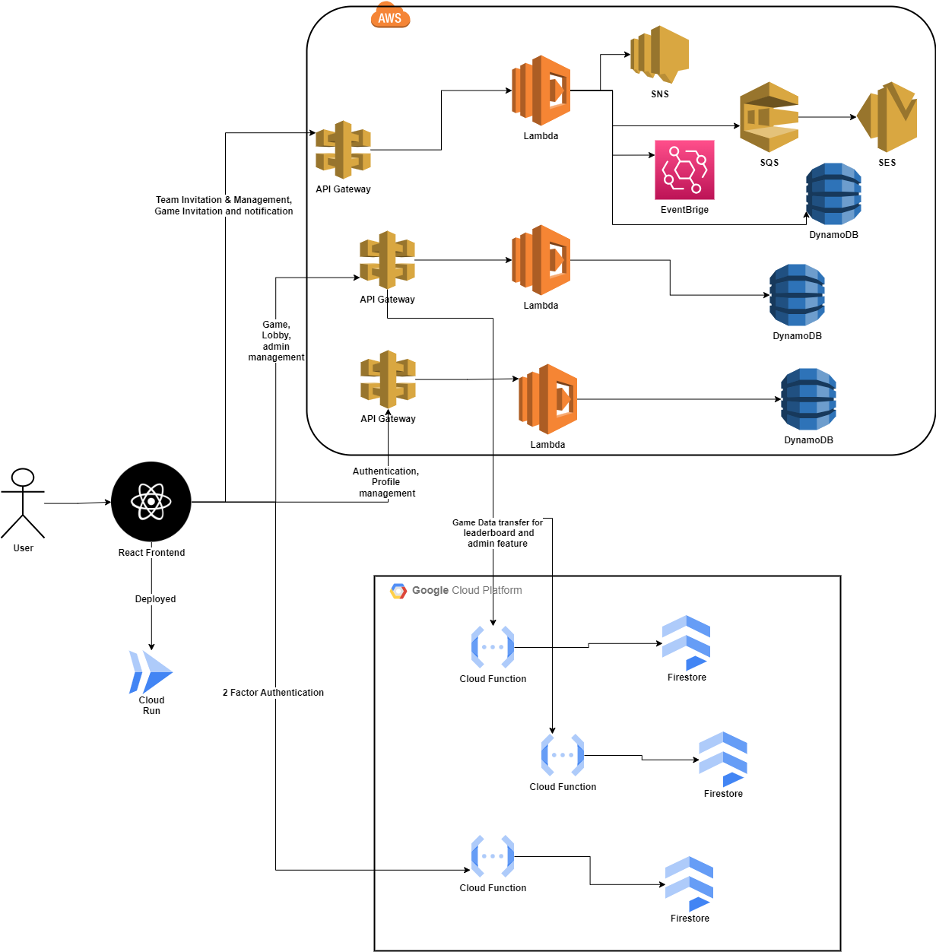 AWS
SNS
Lambda
SQS
SES
API Gateway
EventBrige
Team Invitation & Management,
Game Invitation and notification
DynamoDB
API Gateway
Lambda
Game,
Lobby,
admin
management
DynamoDB
API Gateway
Lambda
DynamoDB
Authentication,
Profile
management
User
React Frontend
Game Data transfer for
leaderboard and
admin feature
Deployed
Google Cloud Platform
Cloud Function
Firestore
Cloud
Run
2 Factor Authentication
Cloud Function
Firestore
Cloud Function
Firestore